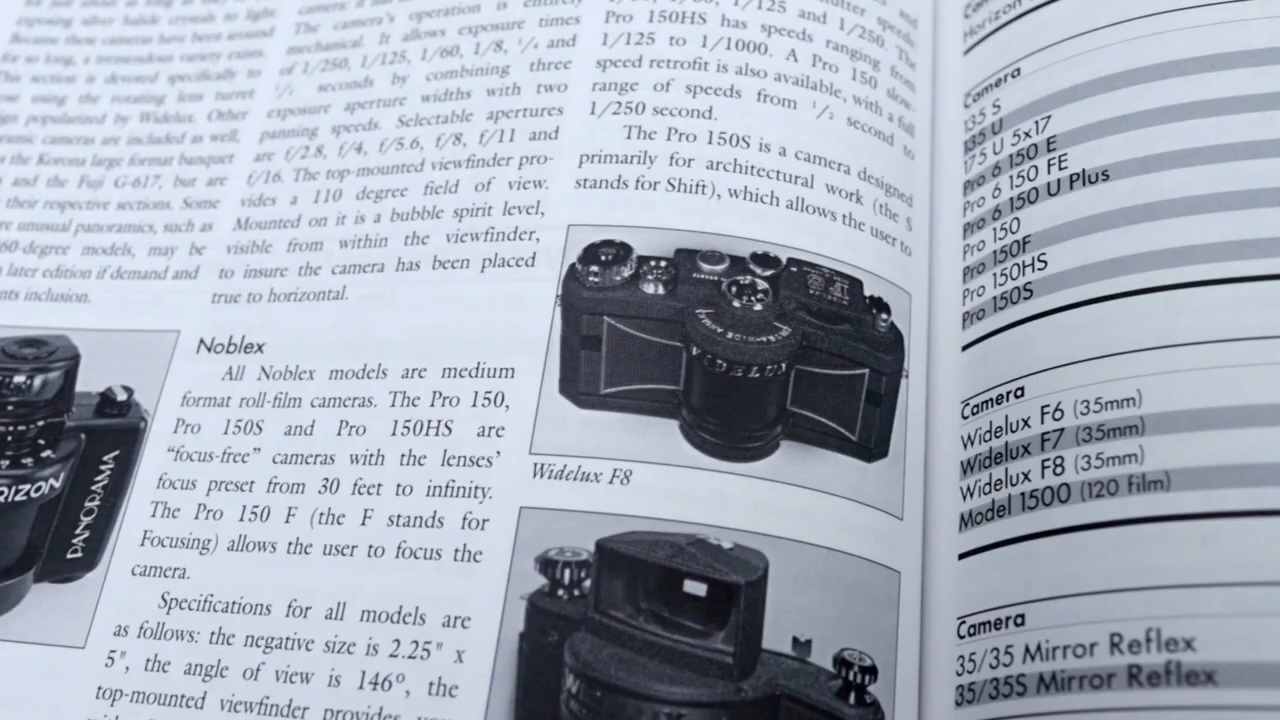 exposing silver halide crystals to light
Because these cameras have been around
for so long, a tremendous variety exists.
This section is devoted specifically to
using the rotating lens turret
popularized by Widelux. Other
cameras are included as well,
the Korona large format banquet
and the Fuji G-617, but are
their respective sections. Some
unusual panoramics, such as
60-degree models, may be
later edition if demand and
inclusion.
RIZON
PANORAMA
The camera's operation is entirely
mechanical. It allows exposure times
of 1/250, 1/125, 1/60, 1/8, 1/4 and
1/2 seconds by combining three
exposure aperture widths with two
panning speeds. Selectable apertures
are f/2.8, f/4, f/5.6, f/8, f/11 and
f/16. The top-mounted viewfinder pro-
vides a 110 degree field of view.
Mounted on it is a bubble spirit level,
visible from within the viewfinder,
to insure the camera has been placed
true to horizontal.
Noblex
All Noblex models are medium
format roll-film cameras. The Pro 150,
Pro 150S and Pro 150HS are
“focus-free” cameras with the lenses’
focus preset from 30 feet to infinity.
The Pro 150 F (the F stands for
Focusing) allows the user to focus the
camera.
Specifications for all models are
as follows: the negative size is 2.25" x
5", the angle of view is 146º, the
top-mounted viewfinder provides
1/125 and 1/250. The
Pro 150HS has speeds ranging from
1/125 to 1/1000. A Pro 150 slow-
speed retrofit is also available, with a full
range of speeds from 1/2 second to
1/250 second.
The Pro 150S is a camera designed
primarily for architectural work (the S
stands for Shift), which allows the user to
WIDELUX
Widelux F8
Horizon
Camera
135 S
135 U
175 U 5x17
Pro 6 150 E
Pro 6 150 FE
Pro 6 150 U Plus
Pro 150
Pro 150F
Pro 150HS
Pro 150S
Camera
Widelux F6 (35mm)
Widelux F7 (35mm)
Widelux F8 (35mm)
Model 1500 (120 film)
Camera
35/35 Mirror Reflex
35/35S Mirror Reflex